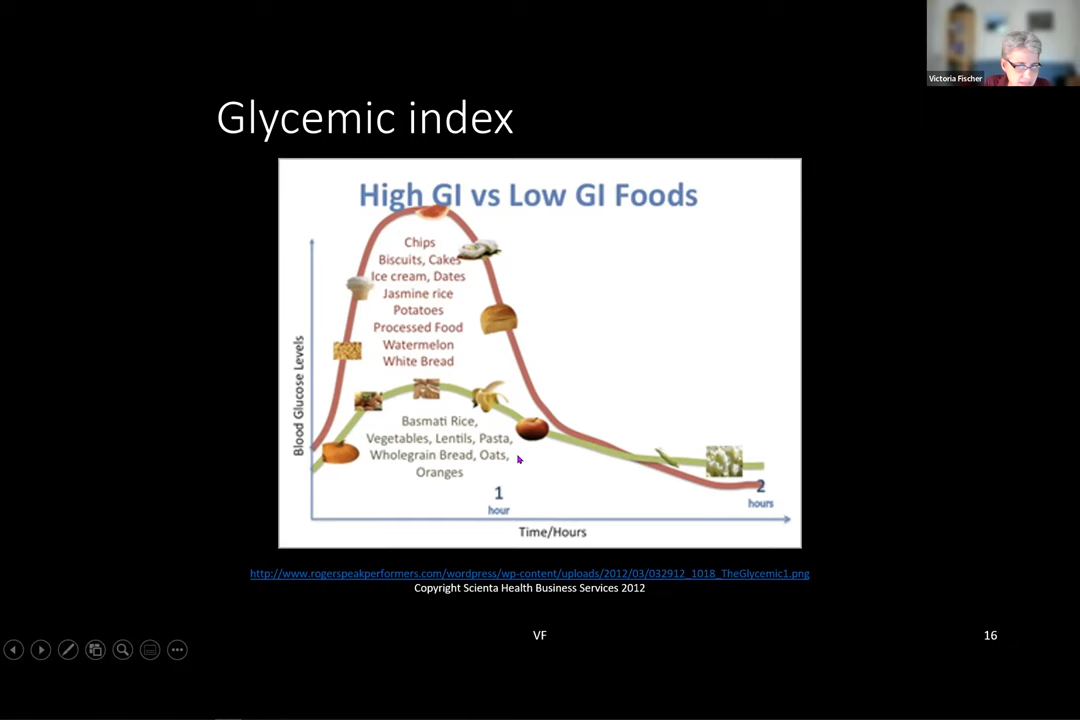 Victoria Fischer
Glycemic index
High GI vs Low GI Foods
Chips
Biscuits, Cakes
Ice cream, Dates
Jasmine rice
Potatoes
Processed Food
Watermelon
White Bread
Blood Glucose Levels
Basmati Rice,
Vegetables, Lentils, Pasta,
Wholegrain Bread, Oats,
Oranges
1
hour
2
hours
Time/Hours
http://www.rogerspeakperformers.com/wordpress/wp-content/uploads/2012/03/032912_1018_TheGlycemic1.png
Copyright Scienta Health Business Services 2012
VF
16